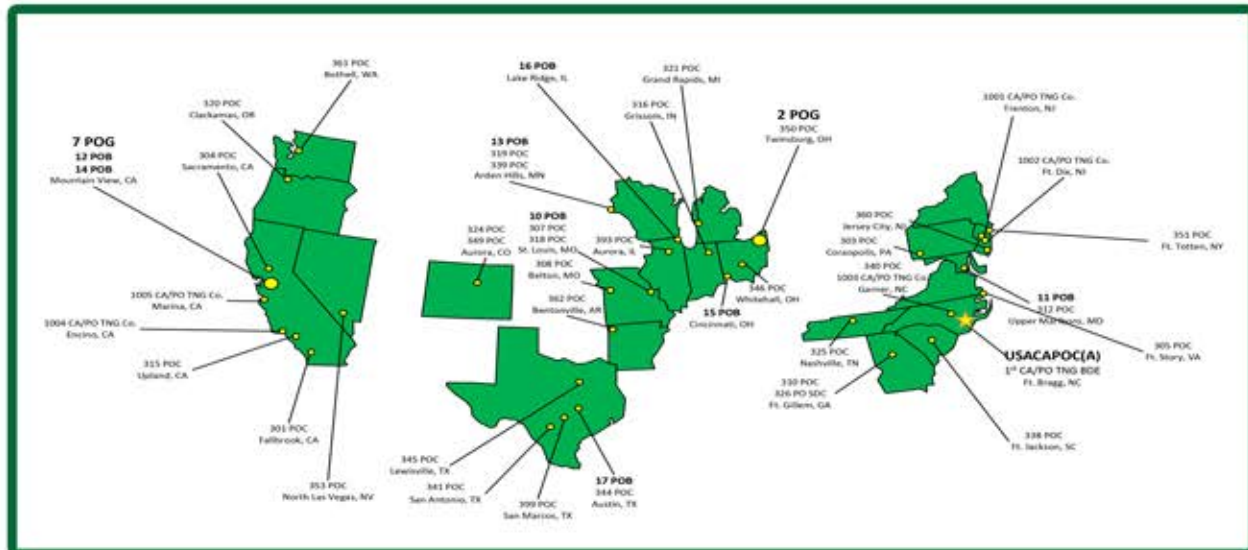 363 POC
Bothell, WA
320 POC
Clackamas, OR
7 POG
12 POB
14 POB
Mountain View, CA
304 POC
Sacramento, CA
1005 CA/PO TNG Co.
Marina, CA
1004 CA/PO TNG Co.
Encino, CA
315 POC
Upland, CA
301 POC
Fallbrook, CA
353 POC
North Las Vegas, NV
16 POB
Lake Ridge, IL
321 POC
Grand Rapids, MI
316 POC
Grissom, IN
2 POG
350 POC
Twinsburg, OH
13 POB
319 POC
339 POC
Arden Hills, MN
324 POC
349 POC
Aurora, CO
10 POB
307 POC
318 POC
St. Louis, MO
308 POC
Belton, MO
393 POC
Aurora, IL
362 POC
Bentonville, AR
346 POC
Whitehall, OH
15 POB
Cincinnati, OH
345 POC
Lewisville, TX
341 POC
San Antonio, TX
399 POC
San Marcos, TX
17 POB
344 POC
Austin, TX
1001 CA/PO TNG Co.
Trenton, NJ
1002 CA/PO TNG Co.
Ft. Dix, NJ
360 POC
Jersey City, NJ
303 POC
Coraopolis, PA
351 POC
Ft. Totten, NY
340 POC
1003 CA/PO TNG Co.
Garner, NC
11 POB
312 POC
Upper Marlboro, MD
305 POC
Ft. Story, VA
USACAPOC(A)
1st CA/PO TNG BDE
Ft. Bragg, NC
325 POC
Nashville, TN
310 POC
326 PO SDC
Ft. Gillem, GA
338 POC
Ft. Jackson, SC